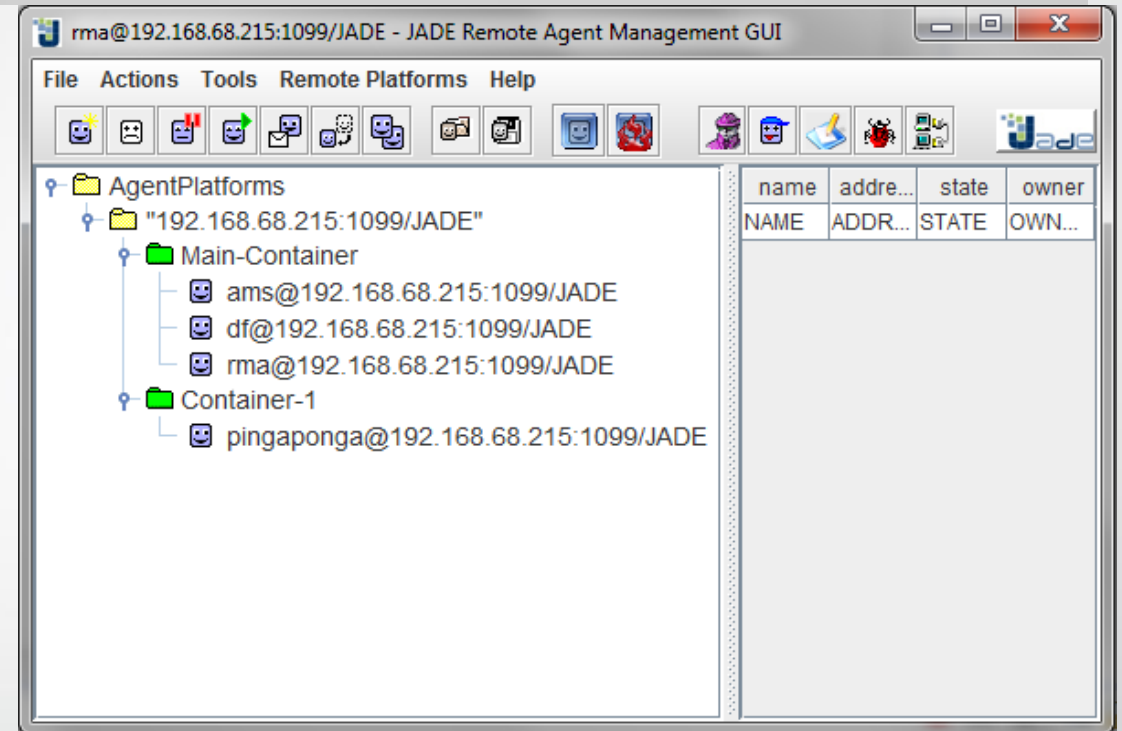 rma@192.168.68.215:1099/JADE - JADE Remote Agent Management GUI
File Actions Tools Remote Platforms Help
Jade
AgentPlatforms
"192.168.68.215:1099/JADE"
Main-Container
ams@192.168.68.215:1099/JADE
df@192.168.68.215:1099/JADE
rma@192.168.68.215:1099/JADE
Container-1
pingaponga@192.168.68.215:1099/JADE
name addre... state owner
NAME ADDR... STATE OWN...